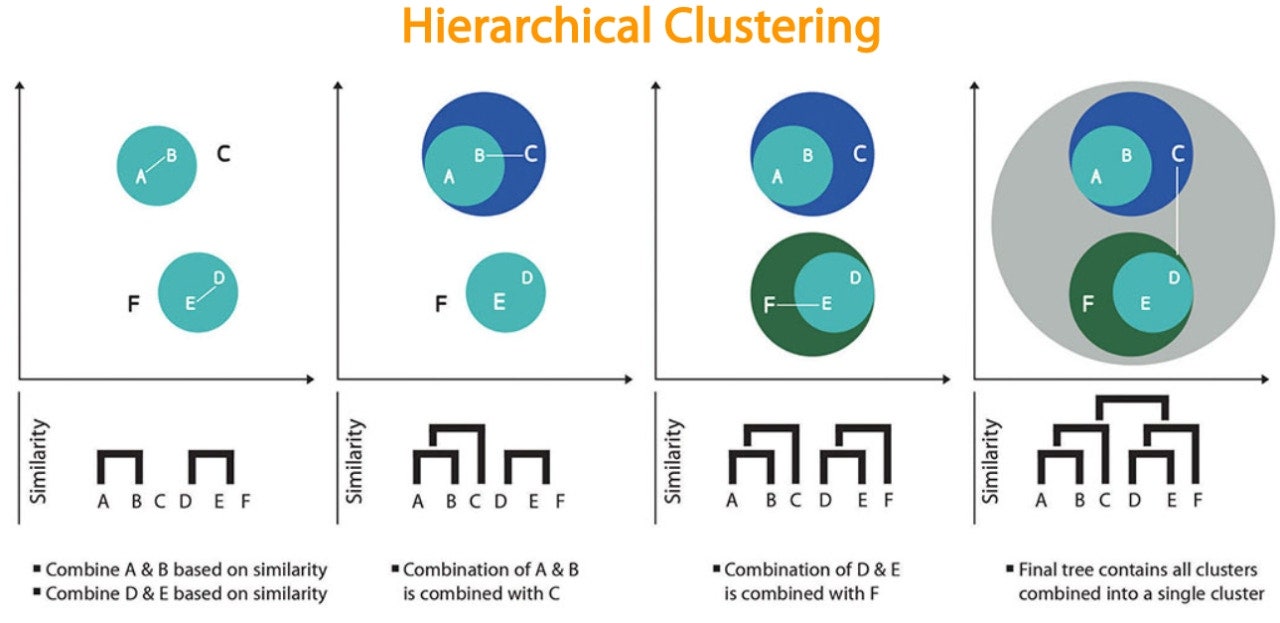 Hierarchical Clustering
A B C
D E F
B C
A
D
E F
B C
A
D
F E
B C
A
D
F E
Similarity
A B C D E F
Similarity
A B C D E F
Similarity
A B C D E F
Similarity
A B C D E F
▪ Combine A & B based on similarity
▪ Combine D & E based on similarity
▪ Combination of A & B
is combined with C
▪ Combination of D & E
is combined with F
▪ Final tree contains all clusters
combined into a single cluster